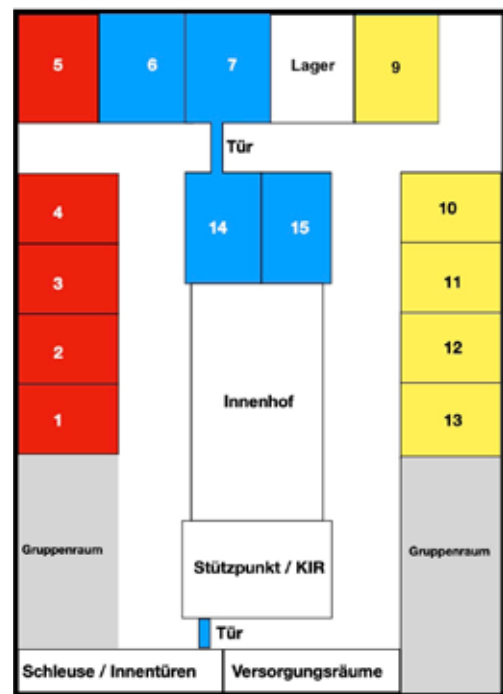 5 6 7 Lager 9
Tür
4 14 15 10
3 11
2 Innenhof 12
1 13
Gruppenraum Stützpunkt / KIR Gruppenraum
Tür
Schleuse / Innentüren Versorgungsräume